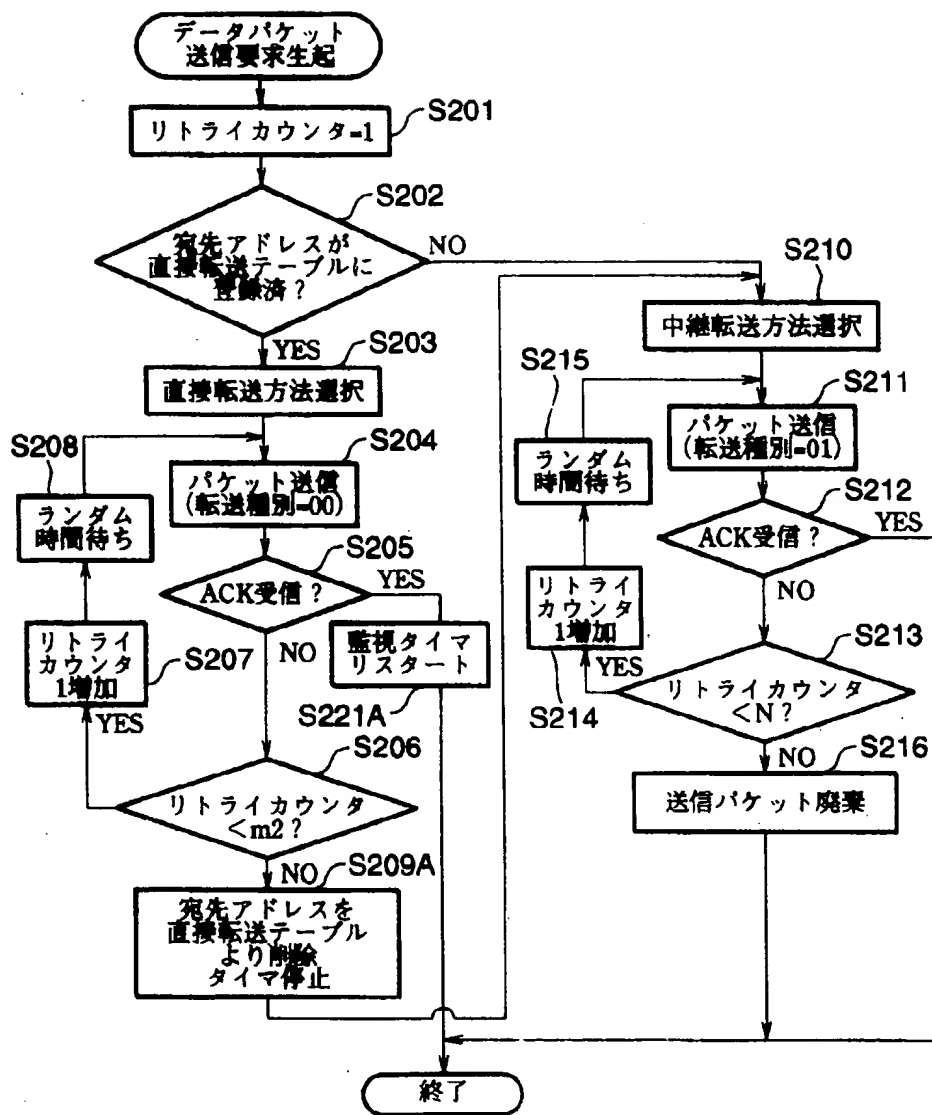 データパケット
送信要求生起
S201
リトライカウンタ=1
S202
宛先アドレスが
直接転送テーブルに
登録済?
NO
YES
S203
直接転送方法選択
S204
パケット送信
(転送種別=00)
S208
ランダム
時間待ち
S205
ACK受信?
YES
NO
監視タイマ
リスタート
S221A
リトライ
カウンタ
1増加
S207
YES
S206
リトライカウンタ
<m2?
NO
S209A
宛先アドレスを
直接転送テーブル
より削除
タイマ停止
S210
中継転送方法選択
S215
ランダム
時間待ち
S211
パケット送信
(転送種別=01)
S212
ACK受信?
YES
NO
リトライ
カウンタ
1増加
S214
YES
S213
リトライカウンタ
<N?
NO
S216
送信パケット廃棄
終了